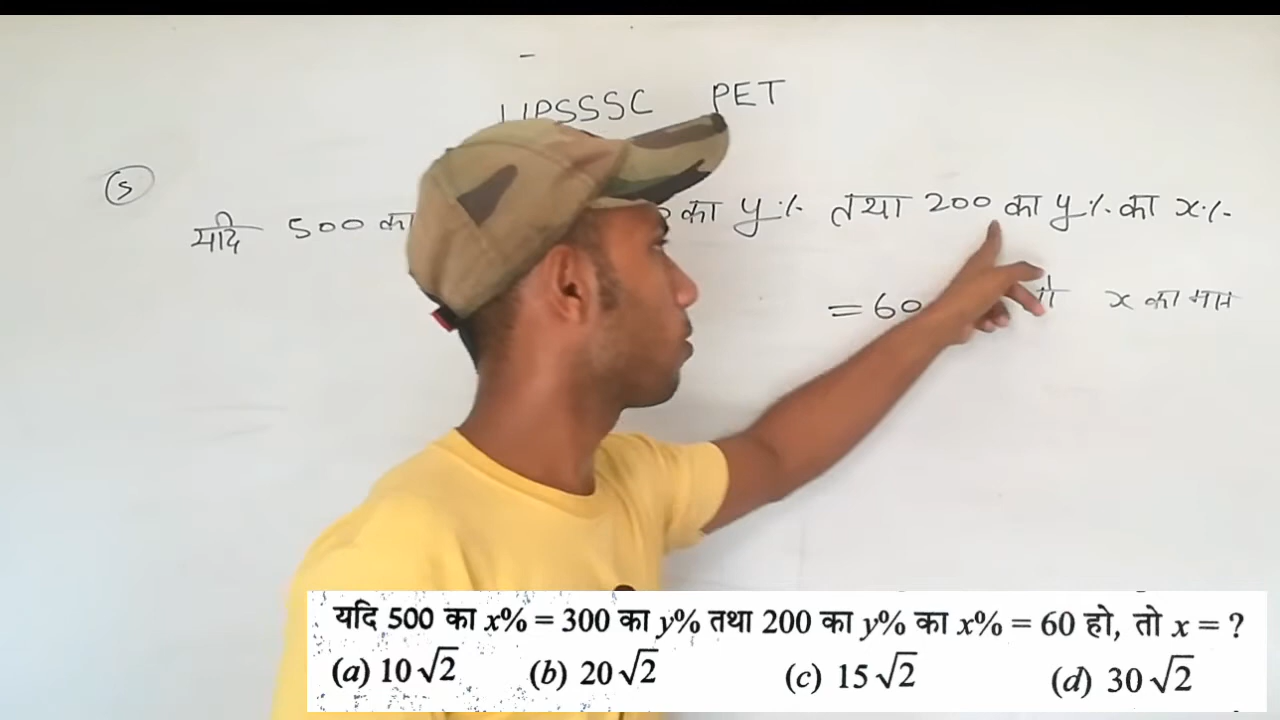 UPSSSC PET
5
यदि 500 का का y% तथा 200 का y% का x%
= 60 x का मान
यदि 500 का x% = 300 का y% तथा 200 का y% का x% = 60 हो, तो x = ?
(a) 10√2 (b) 20√2 (c) 15√2 (d) 30√2